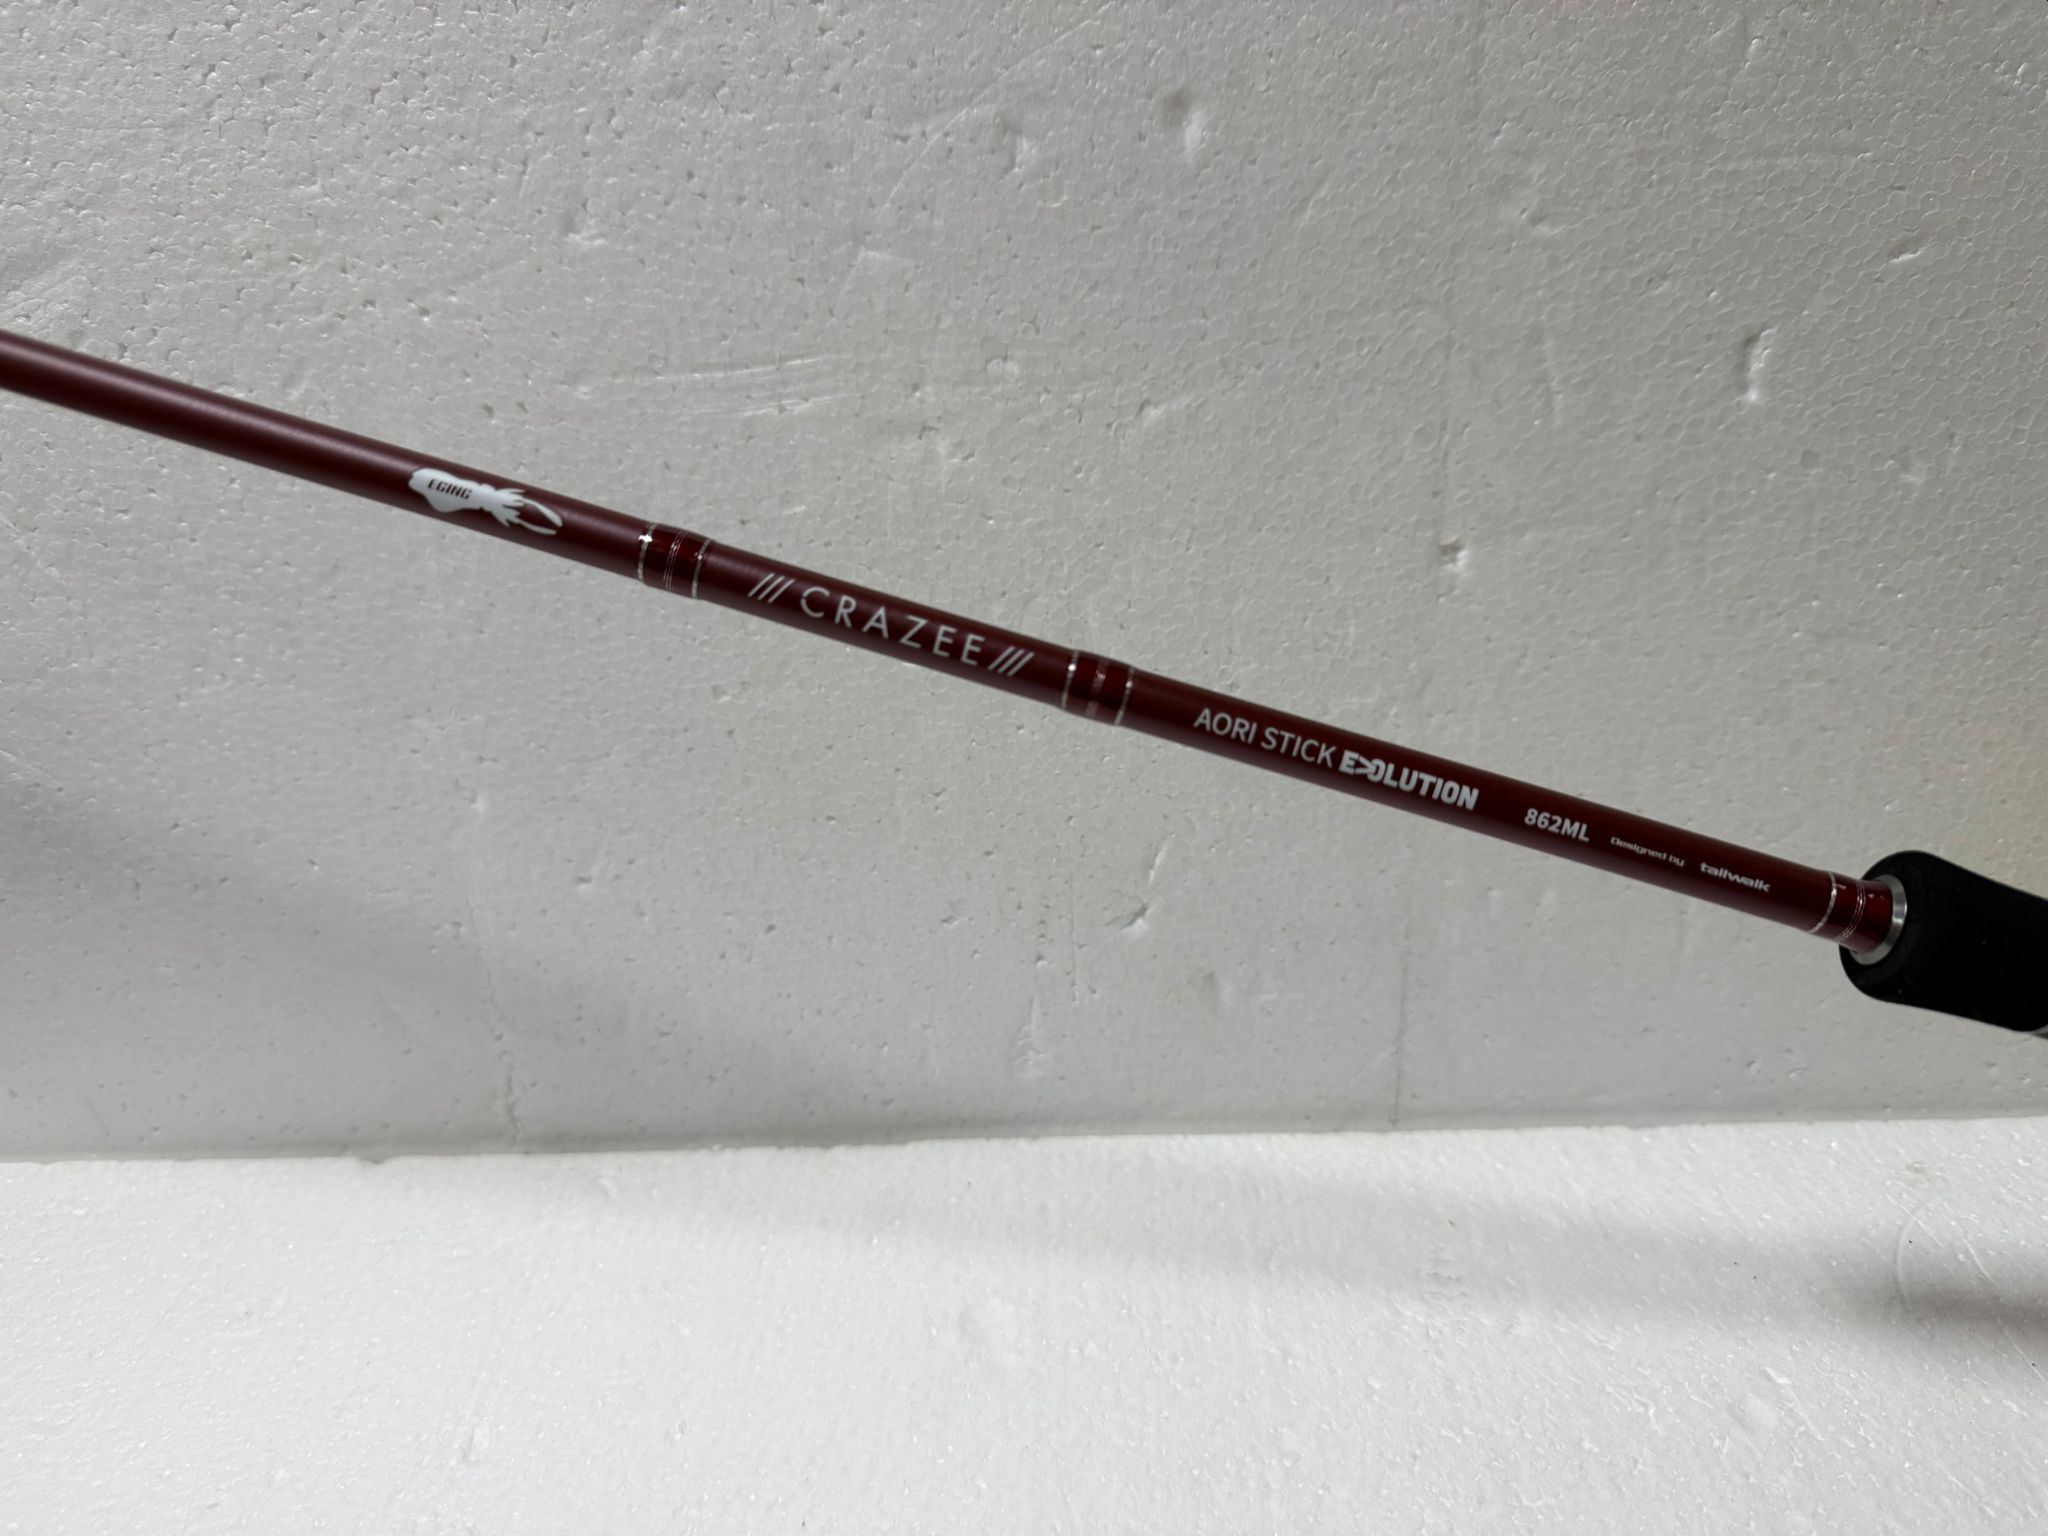 EGING
/// CRAZEE ///
AORI STICK EVOLUTION 862ML Designed by tailwalk